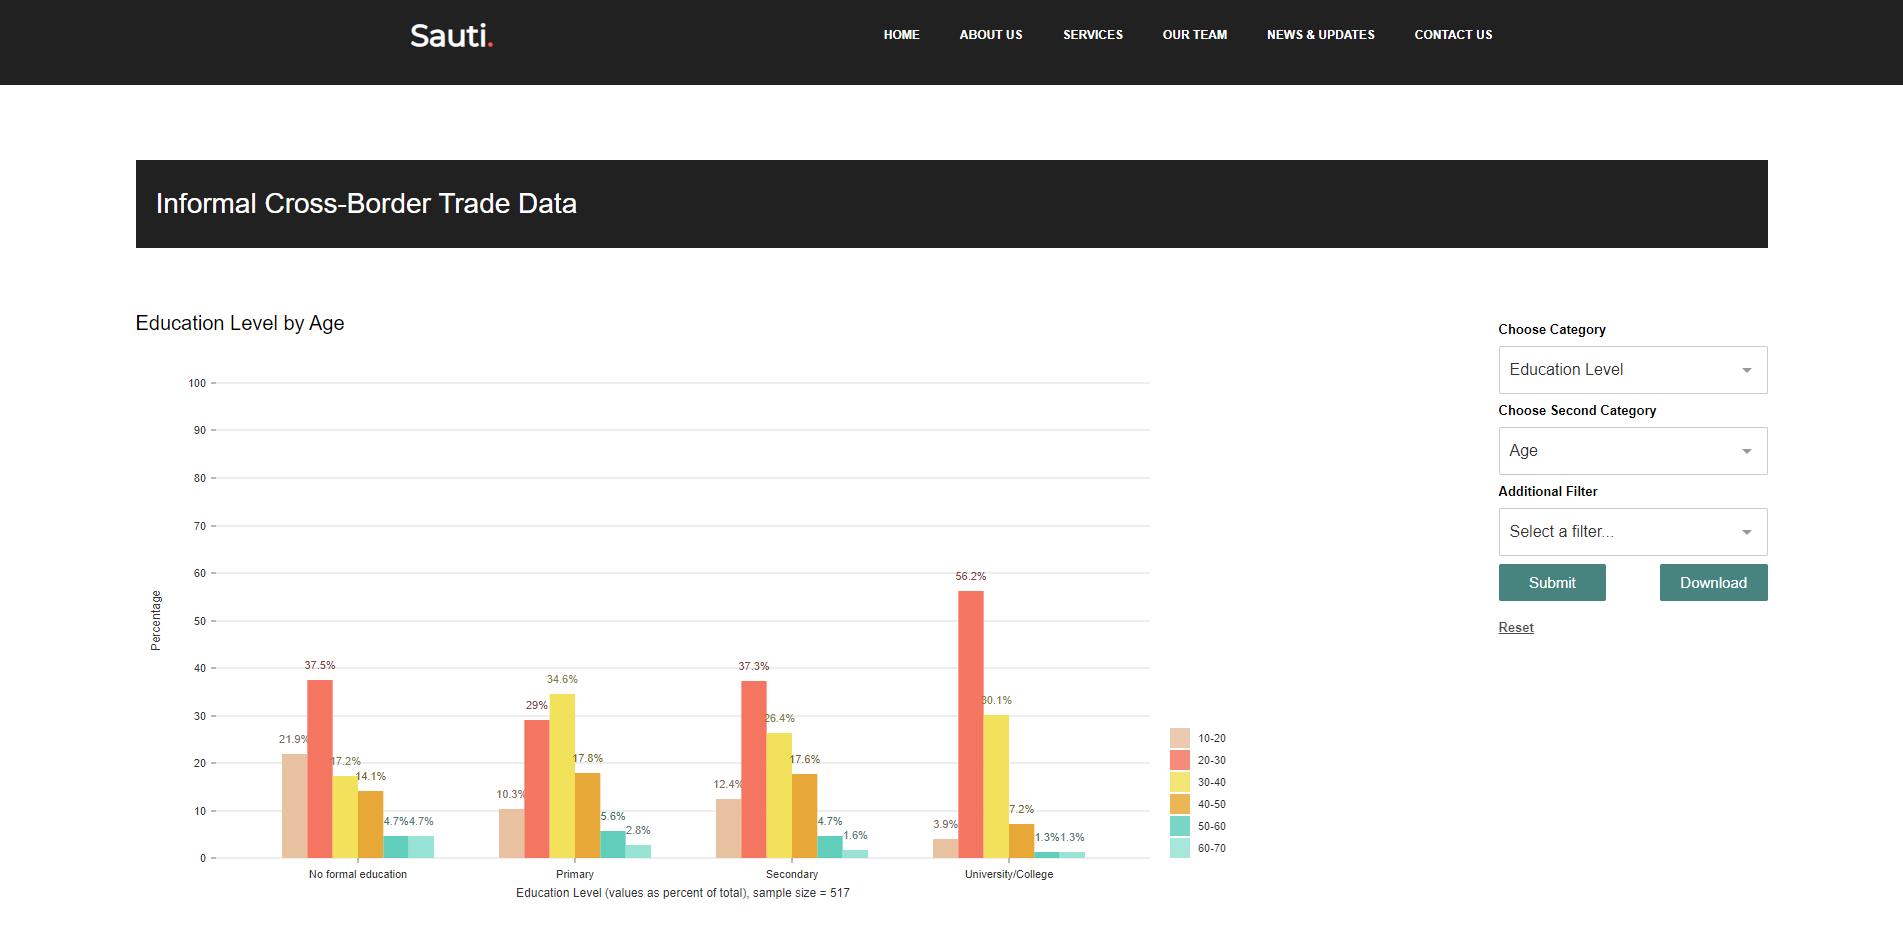 Sauti.
HOME ABOUT US SERVICES OUR TEAM NEWS & UPDATES CONTACT US
Informal Cross-Border Trade Data
Education Level by Age
Choose Category
Education Level
Choose Second Category
Age
Additional Filter
Select a filter...
Submit Download
Reset
Percentage
100
90
80
70
60
50
40
30
20
10
0
21.9% 37.5% 17.2% 14.1% 4.7% 4.7%
10.3% 29% 34.6% 17.8% 5.6% 2.8%
12.4% 37.3% 26.4% 17.6% 4.7% 1.6%
3.9% 56.2% 30.1% 7.2% 1.3% 1.3%
No formal education Primary Secondary University/College
Education Level (values as percent of total), sample size = 517
10-20
20-30
30-40
40-50
50-60
60-70